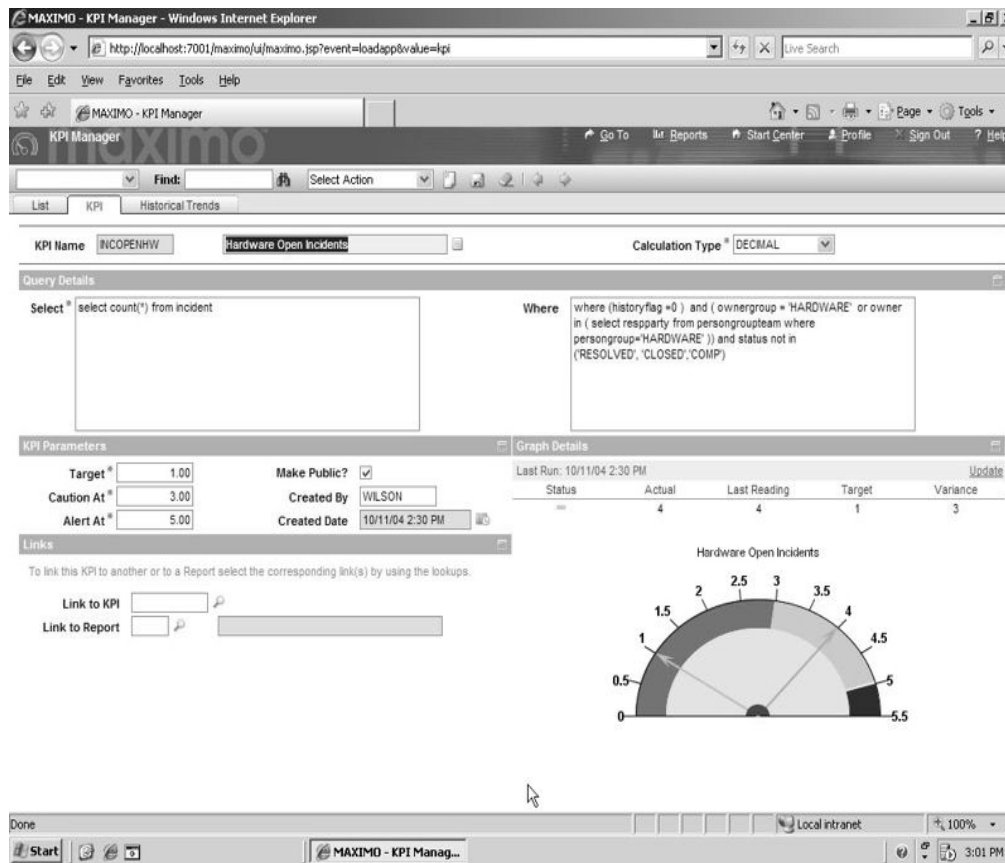 MAXIMO - KPI Manager - Windows Internet Explorer
http://localhost:7001/maximo/ui/maximo.jsp?event=loadapp&value=kpi
Live Search
File Edit View Favorites Tools Help
MAXIMO - KPI Manager
Page Tools
KPI Manager
maximo
Go To Reports Start Center Profile Sign Out ? Help
Find: Select Action
List KPI Historical Trends
KPI Name INCOPENHW Hardware Open Incidents Calculation Type * DECIMAL
Query Details
Select * select count(*) from incident
Where where (historyflag =0 ) and ( ownergroup = 'HARDWARE' or owner
in ( select respparty from persongroupteam where
persongroup='HARDWARE' )) and status not in
('RESOLVED', 'CLOSED','COMP')
KPI Parameters
Target * 1.00 Make Public?
Caution At * 3.00 Created By WILSON
Alert At * 5.00 Created Date 10/11/04 2:30 PM
Links
To link this KPI to another or to a Report select the corresponding link(s) by using the lookups.
Link to KPI
Link to Report
Graph Details
Last Run: 10/11/04 2:30 PM Update
Status Actual Last Reading Target Variance
4 4 1 3
Hardware Open Incidents
0 0.5 1 1.5 2 2.5 3 3.5 4 4.5 5 5.5
Done Local intranet 100%
Start MAXIMO - KPI Manag... 3:01 PM